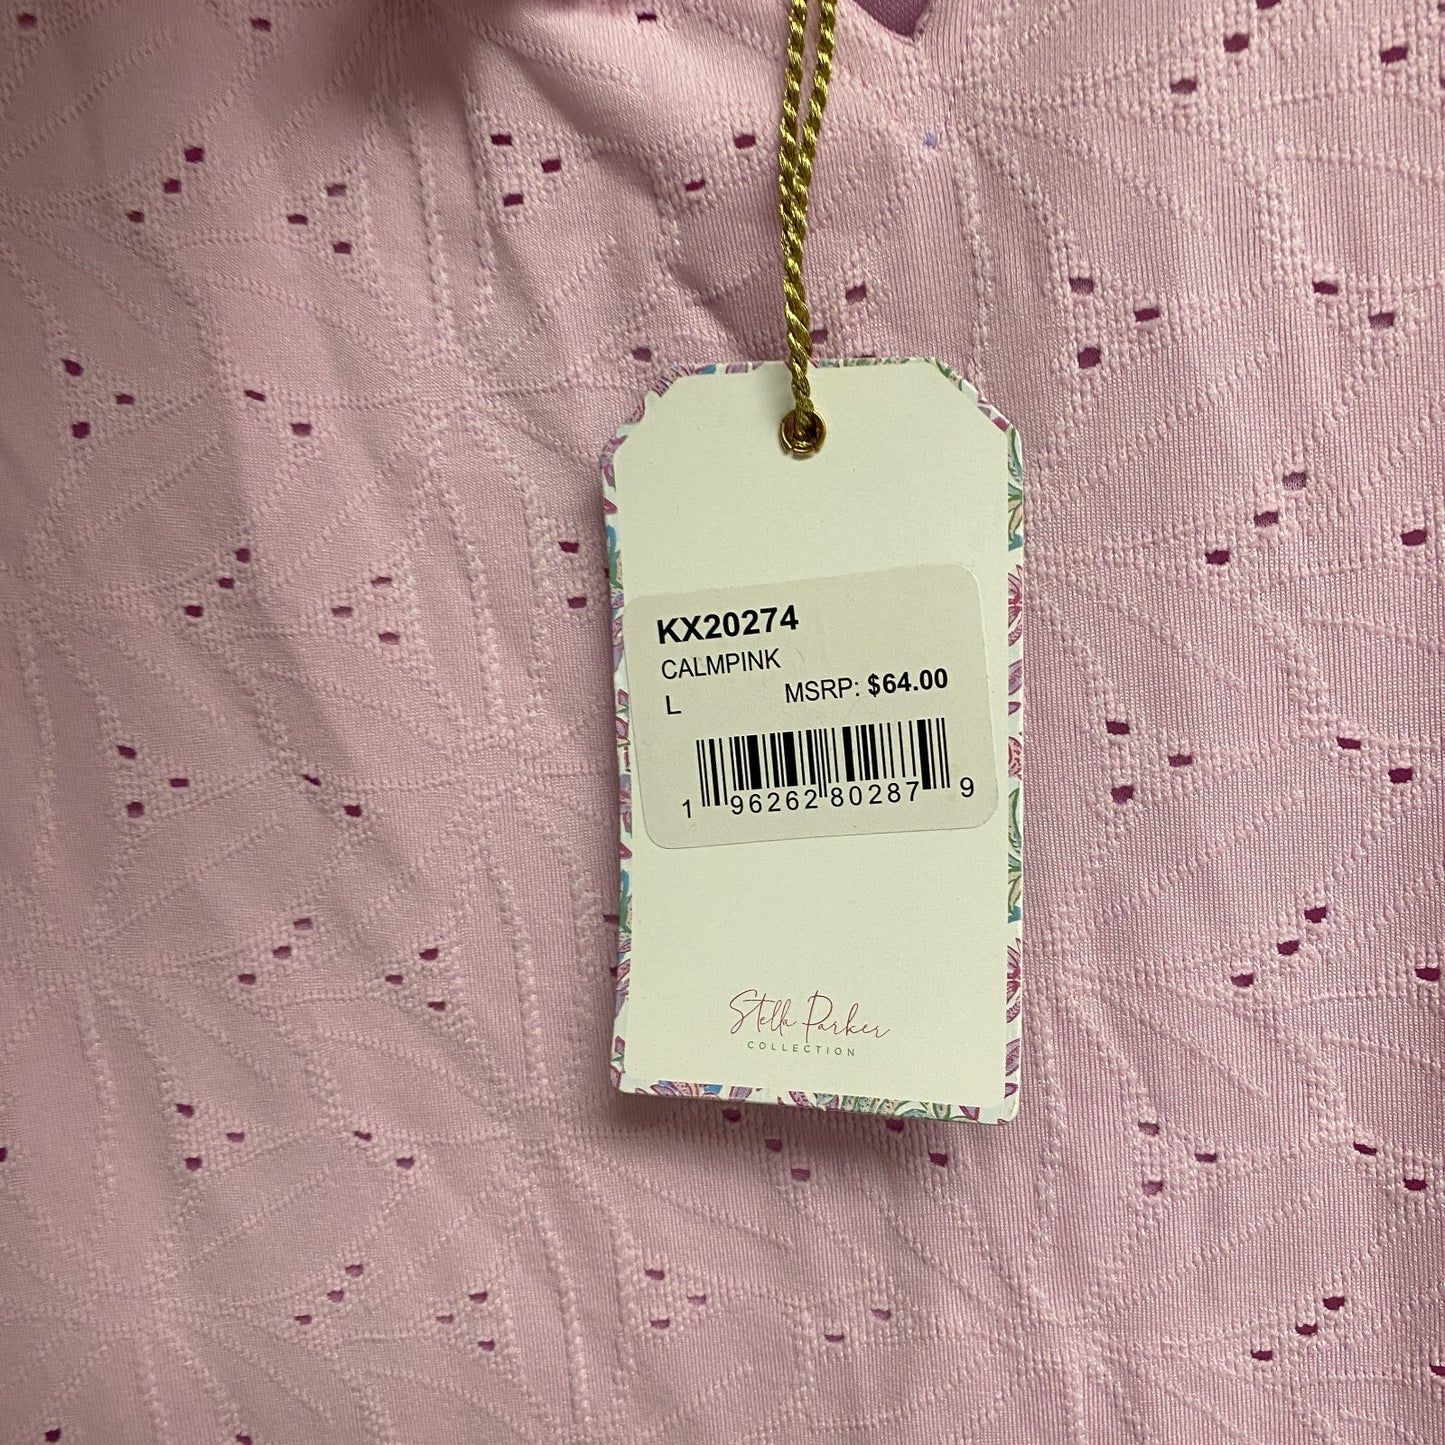 KX20274
CALMPINK
L MSRP: $64.00
1 96262 80287 9
Stella Parker
COLLECTION